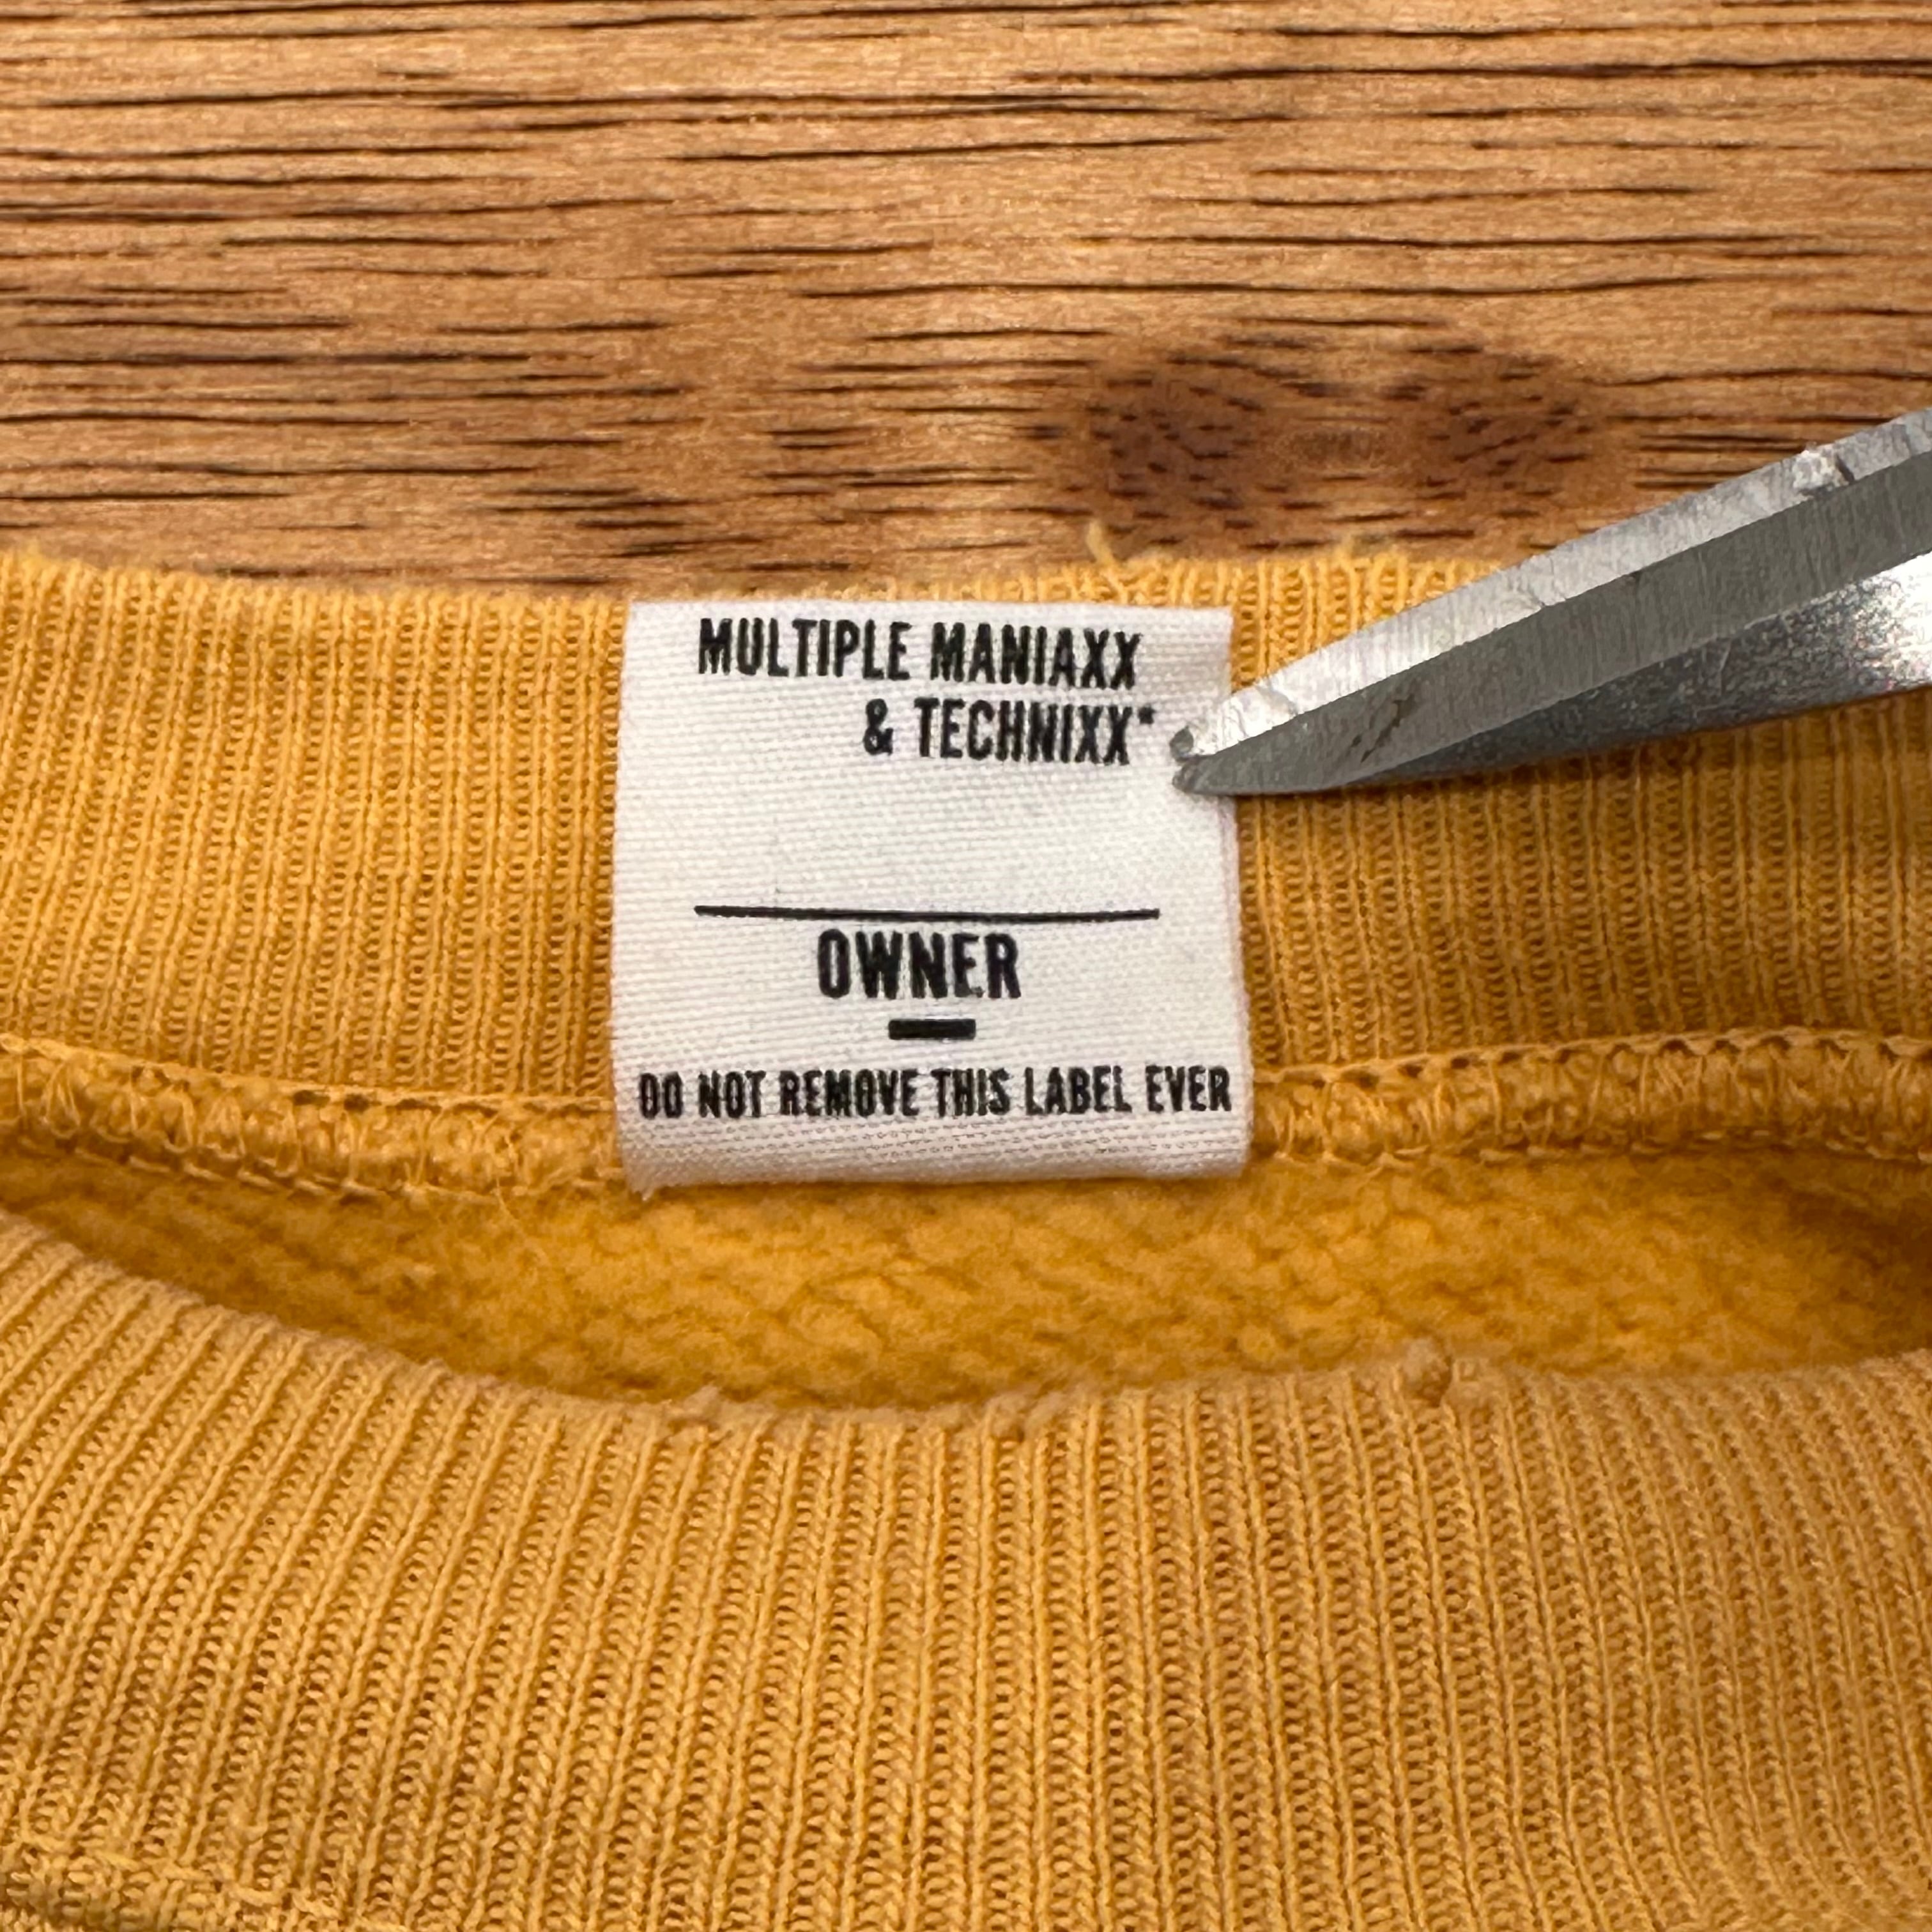 MULTIPLE MANIAXX
& TECHNIXX*
OWNER
DO NOT REMOVE THIS LABEL EVER